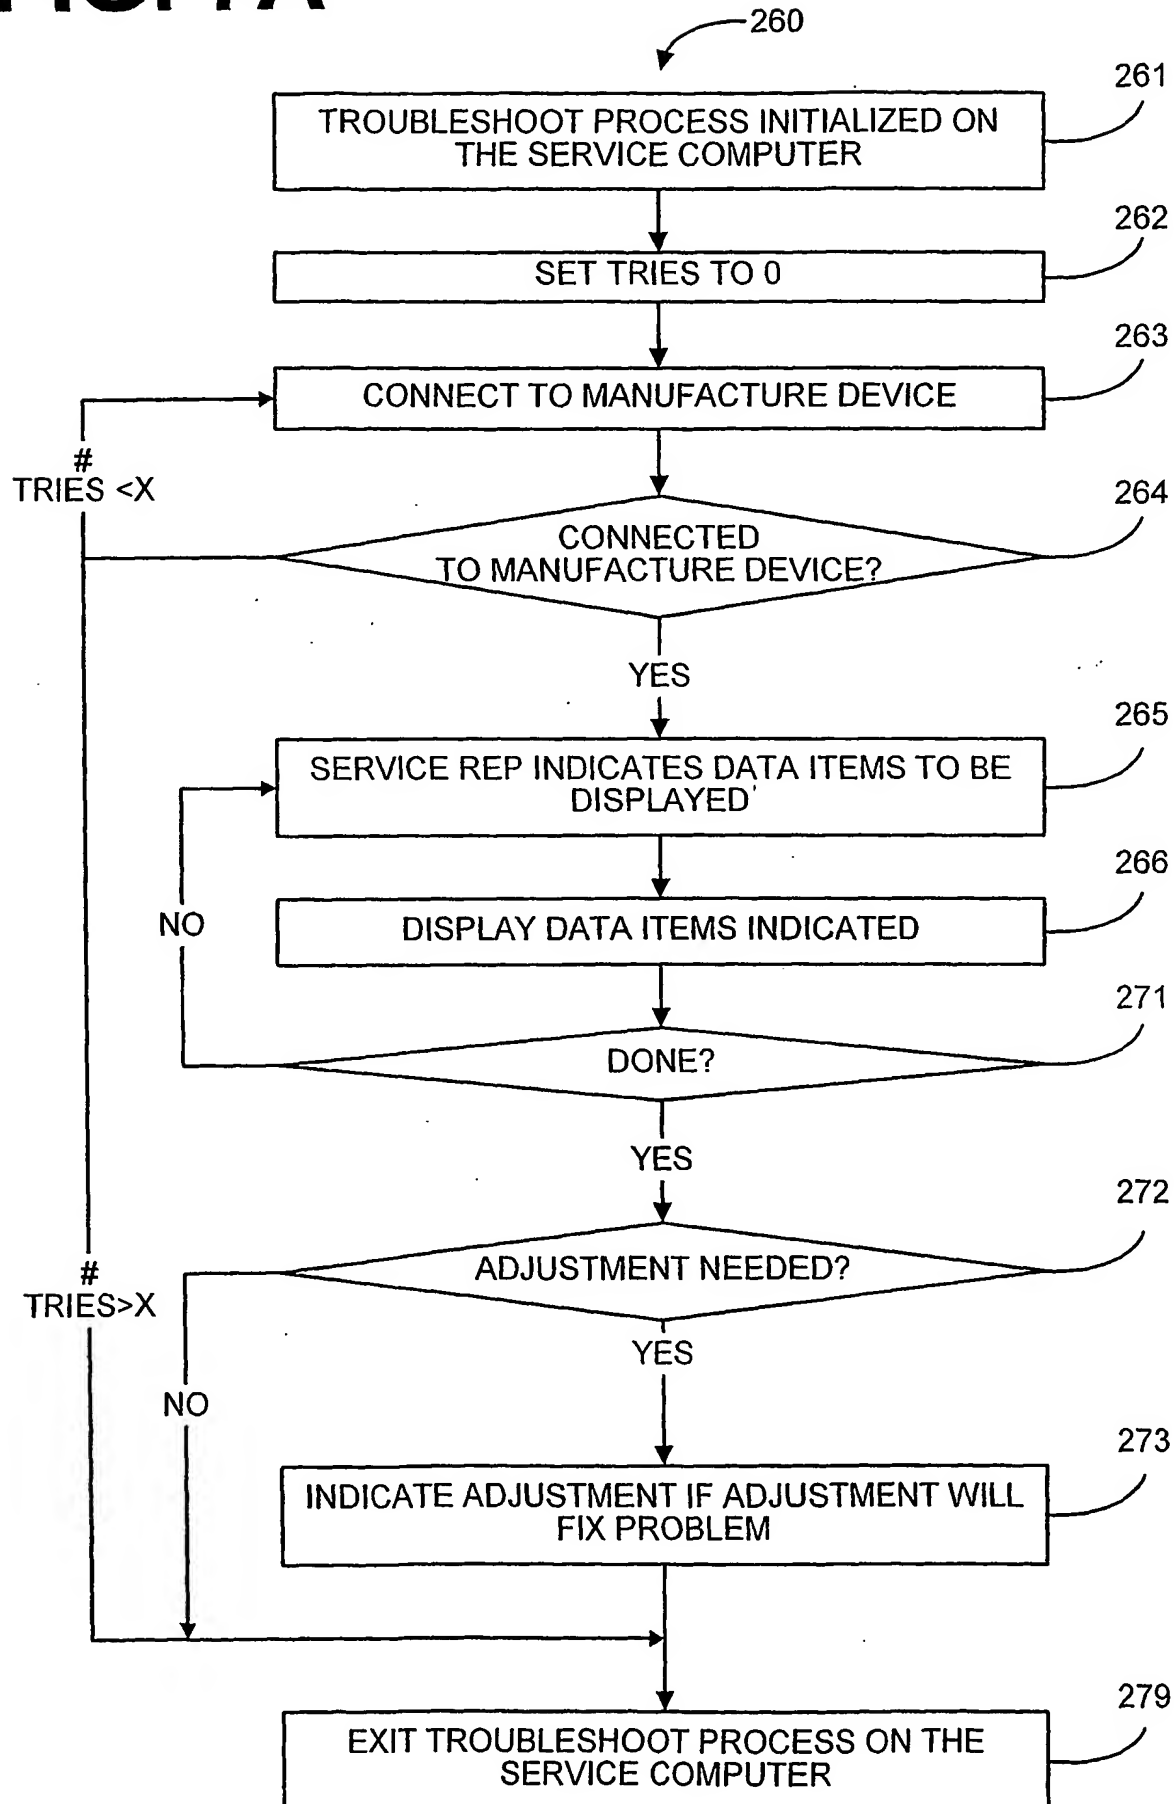 260
261
TROUBLESHOOT PROCESS INITIALIZED ON
THE SERVICE COMPUTER
262
SET TRIES TO 0
263
CONNECT TO MANUFACTURE DEVICE
#
TRIES <X
264
CONNECTED
TO MANUFACTURE DEVICE?
YES
265
SERVICE REP INDICATES DATA ITEMS TO BE
DISPLAYED
266
NO
DISPLAY DATA ITEMS INDICATED
271
DONE?
YES
272
#
TRIES>X
ADJUSTMENT NEEDED?
YES
NO
273
INDICATE ADJUSTMENT IF ADJUSTMENT WILL
FIX PROBLEM
279
EXIT TROUBLESHOOT PROCESS ON THE
SERVICE COMPUTER